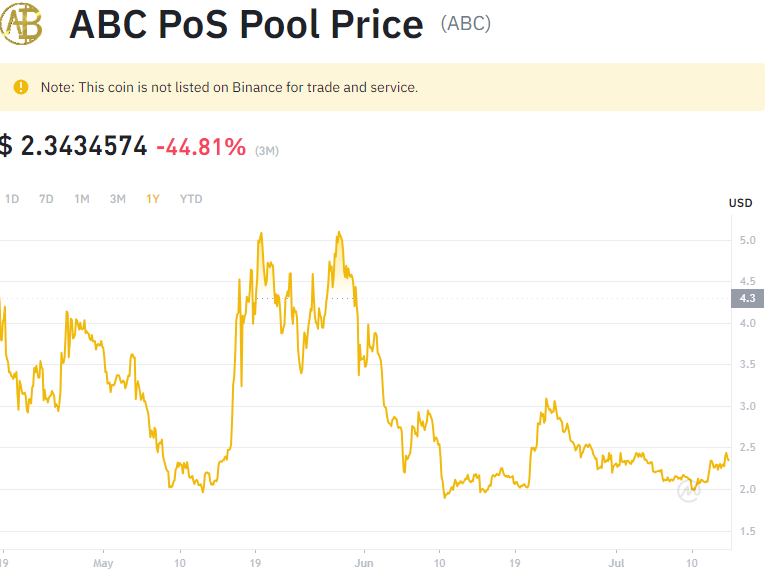 ABC PoS Pool Price (ABC)
Note: This coin is not listed on Binance for trade and service.
$ 2.3434574 -44.81% (3M)
1D 7D 1M 3M 1Y YTD
USD
5.0
4.5
4.3
4.0
3.5
3.0
2.5
2.0
1.5
19 May 10 19 Jun 10 19 Jul 10